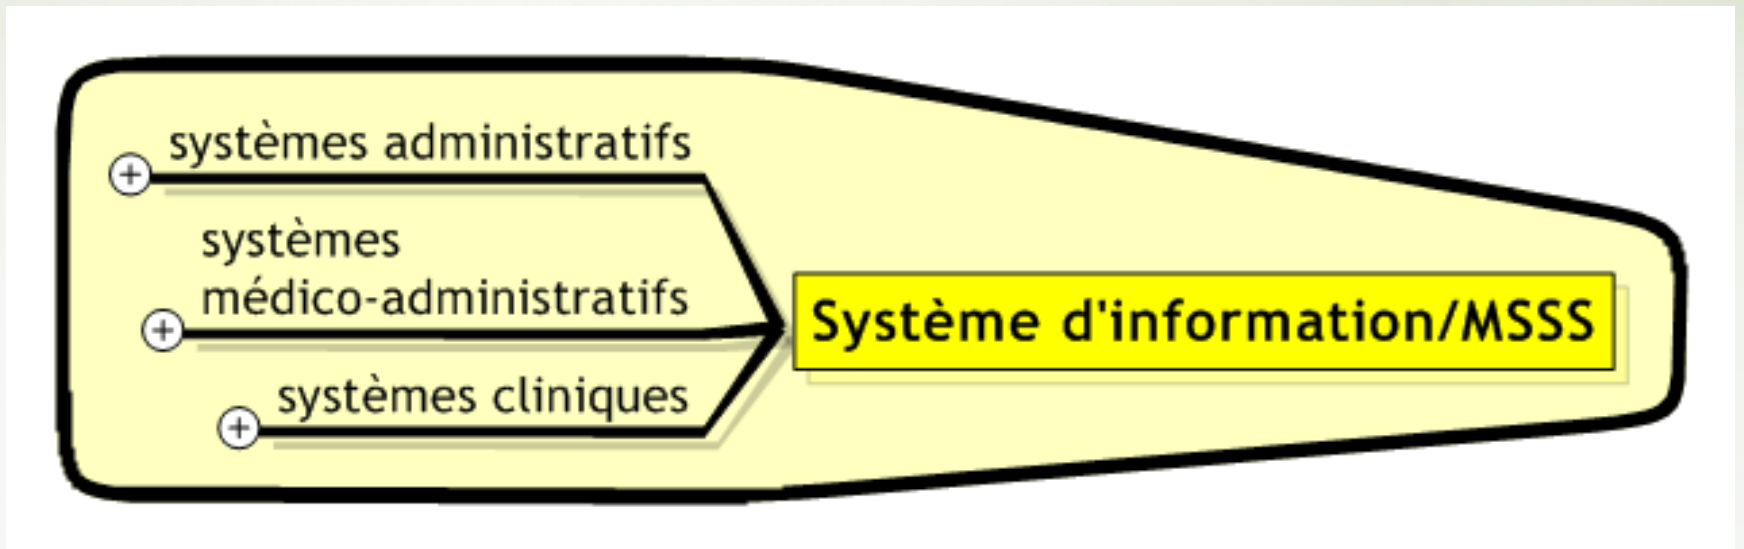 systèmes administratifs
systèmes
médico-administratifs
systèmes cliniques
Système d'information/MSSS